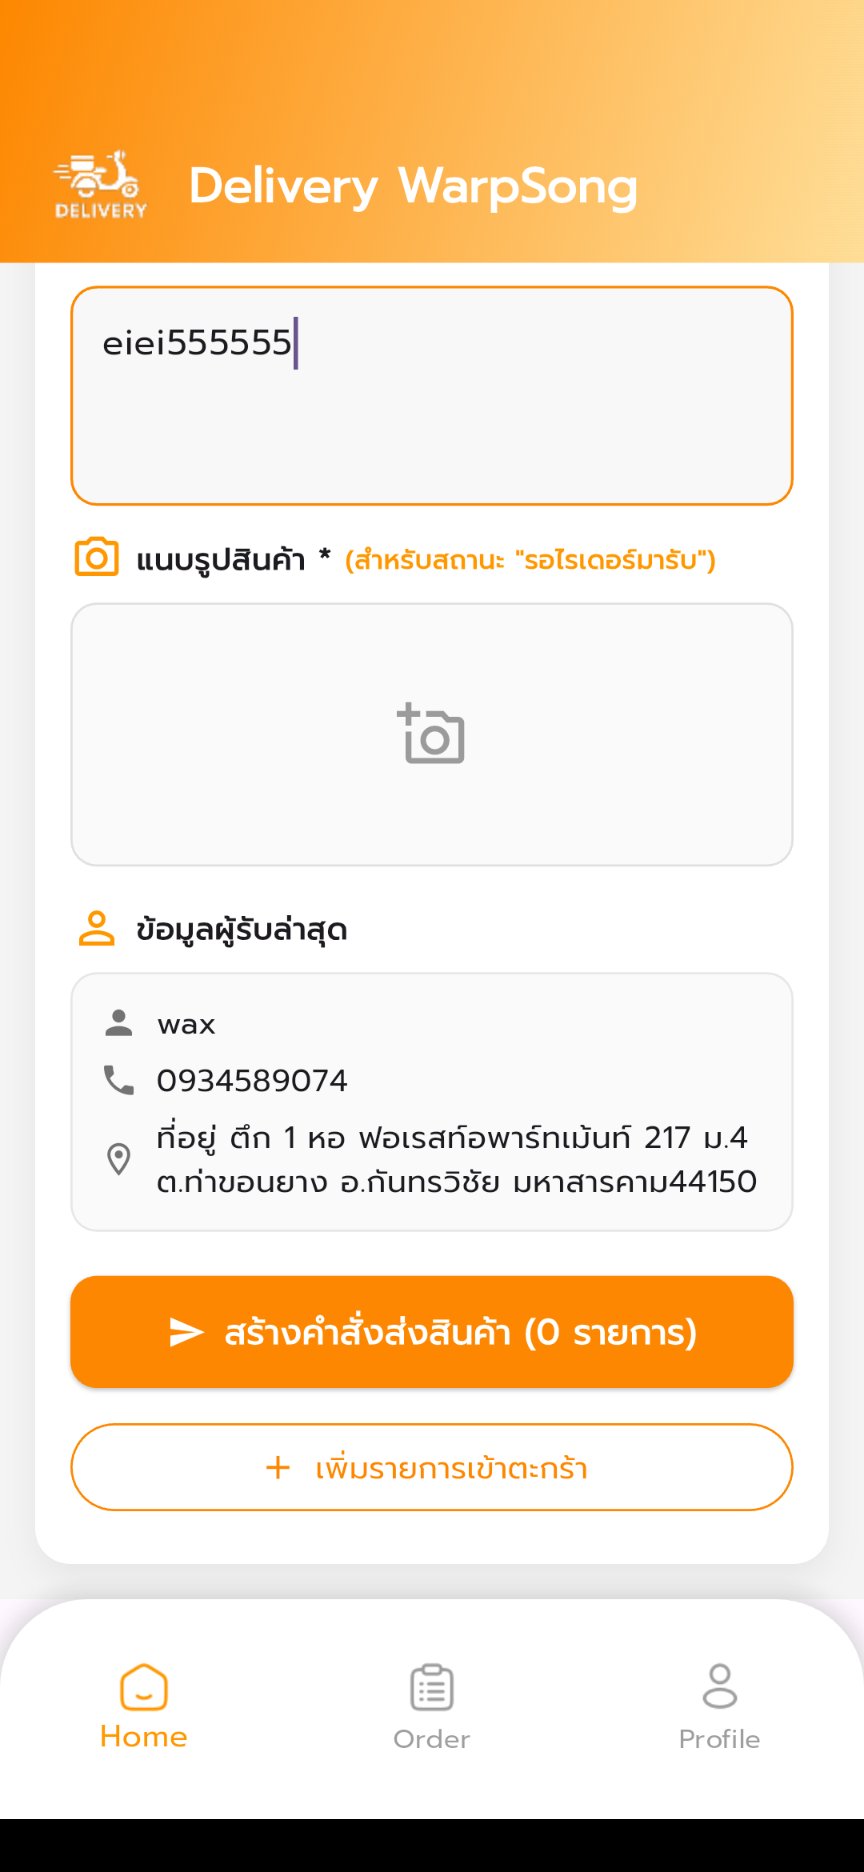 DELIVERY
Delivery WarpSong
eiei555555
แนบรูปสินค้า * (สำหรับสถานะ "รอไรเดอร์มารับ")
ข้อมูลผู้รับล่าสุด
wax
0934589074
ที่อยู่ ตึก 1 หอ ฟอเรสท์อพาร์ทเม้นท์ 217 ม.4
ต.ท่าขอนยาง อ.กันทรวิชัย มหาสารคาม44150
สร้างคำสั่งส่งสินค้า (0 รายการ)
+ เพิ่มรายการเข้าตะกร้า
Home
Order
Profile